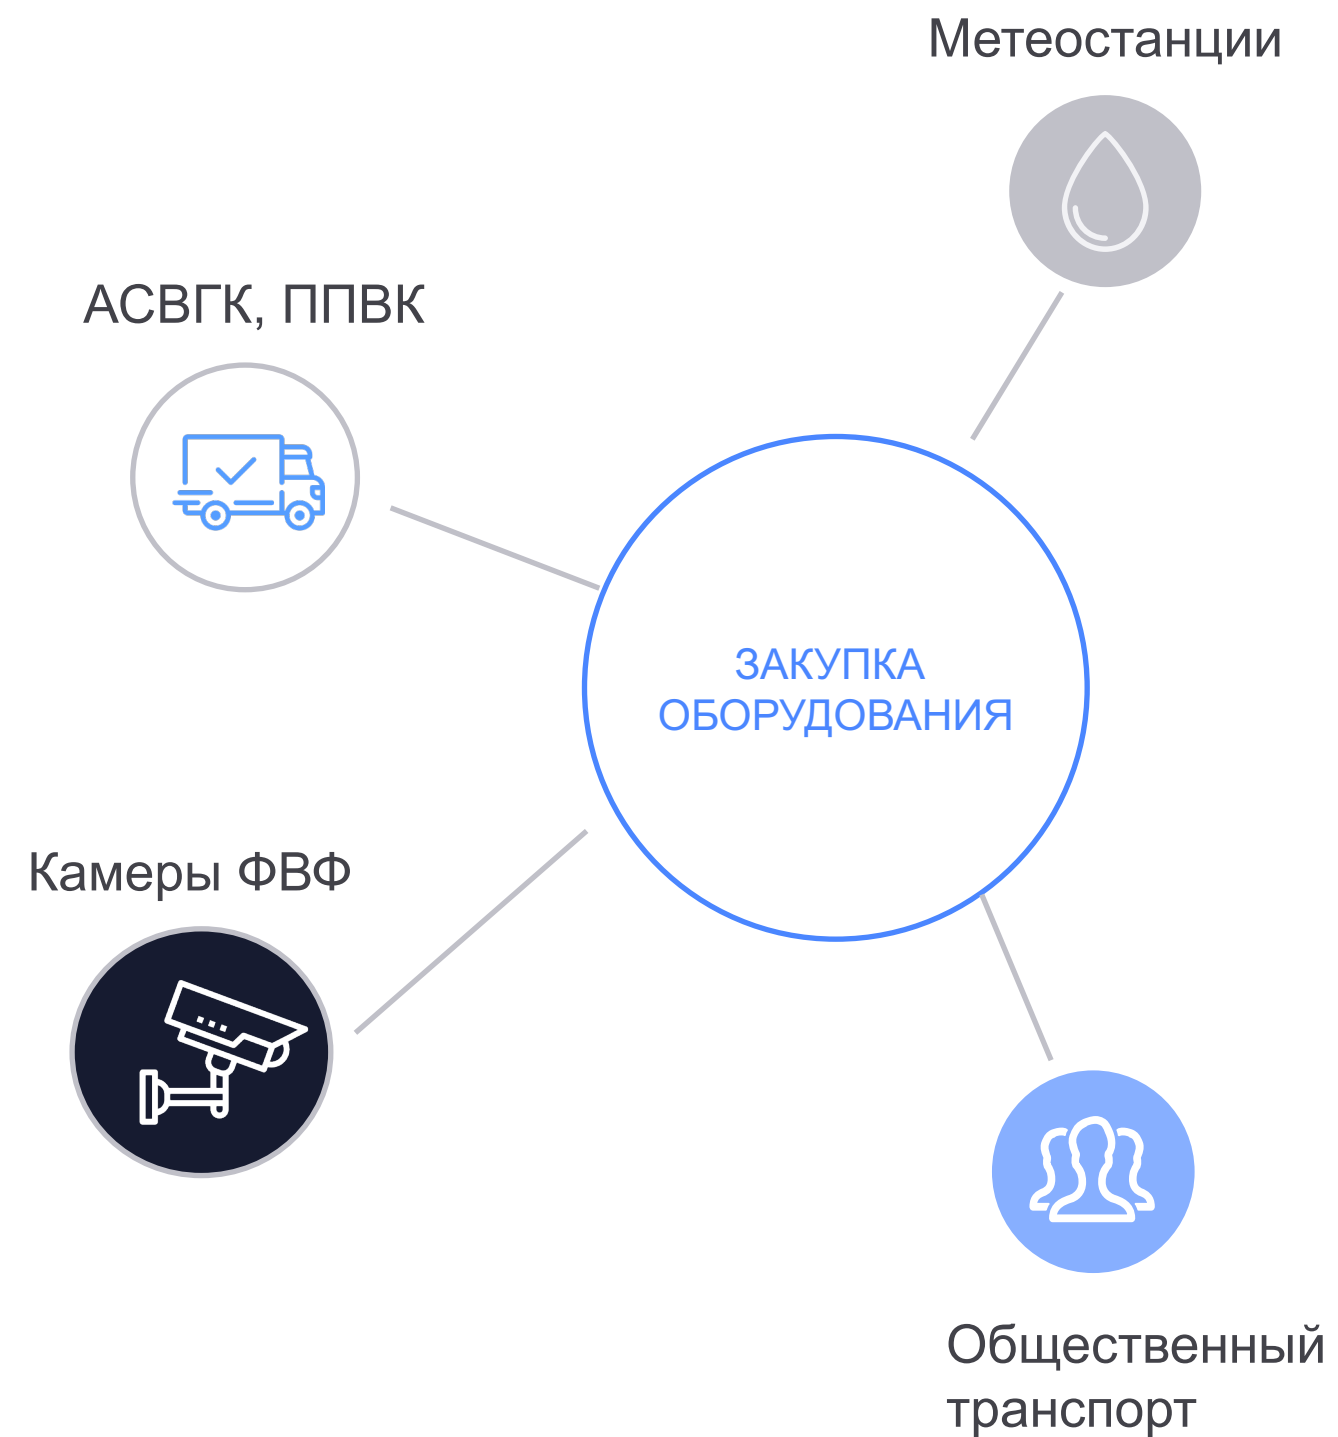 Метеостанции
АСВГК, ППВК
ЗАКУПКА
ОБОРУДОВАНИЯ
Камеры ФВФ
Общественный
транспорт